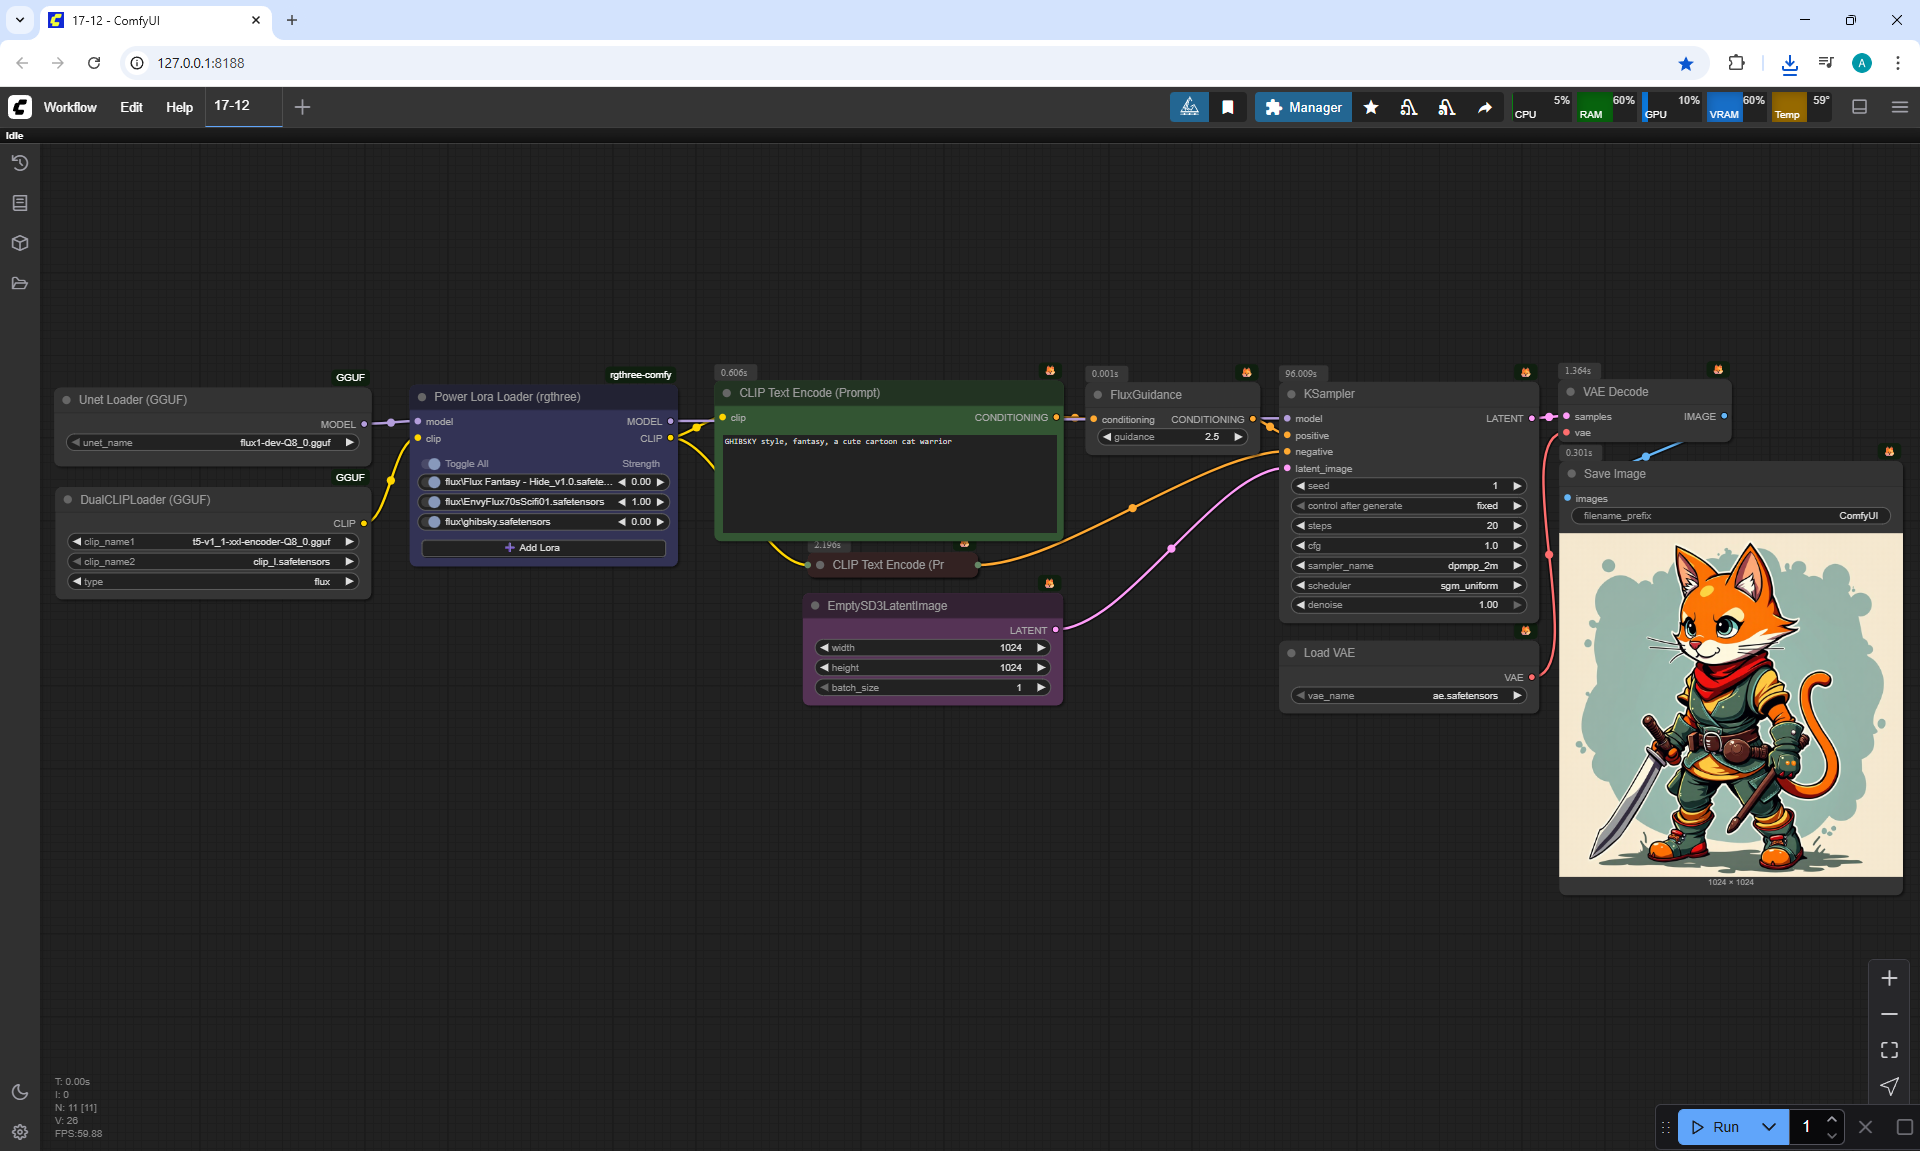 17-12 - ComfyUI
127.0.0.1:8188
A
Workflow Edit Help 17-12
Manager
CPU 5% RAM 60% GPU 10% VRAM 60% Temp 59°
Idle
GGUF
Unet Loader (GGUF)
MODEL
unet_name flux1-dev-Q8_0.gguf
GGUF
DualCLIPLoader (GGUF)
CLIP
clip_name1 t5-v1_1-xxl-encoder-Q8_0.gguf
clip_name2 clip_l.safetensors
type flux
rgthree-comfy
Power Lora Loader (rgthree)
model MODEL
clip CLIP
Toggle All Strength
flux\Flux Fantasy - Hide_v1.0.safete... 0.00
flux\EnvyFlux70sScifi01.safetensors 1.00
flux\ghibsky.safetensors 0.00
Add Lora
0.606s
CLIP Text Encode (Prompt)
clip CONDITIONING
GHIBSKY style, fantasy, a cute cartoon cat warrior
2.196s
CLIP Text Encode (Pr
EmptySD3LatentImage
LATENT
width 1024
height 1024
batch_size 1
0.001s
FluxGuidance
conditioning CONDITIONING
guidance 2.5
96.009s
KSampler
model LATENT
positive
negative
latent_image
seed 1
control after generate fixed
steps 20
cfg 1.0
sampler_name dpmpp_2m
scheduler sgm_uniform
denoise 1.00
Load VAE
VAE
vae_name ae.safetensors
1.364s
VAE Decode
samples IMAGE
vae
0.301s
Save Image
images
filename_prefix ComfyUI
1024 × 1024
T: 0.00s
I: 0
N: 11 [11]
V: 26
FPS:59.88
Run 1